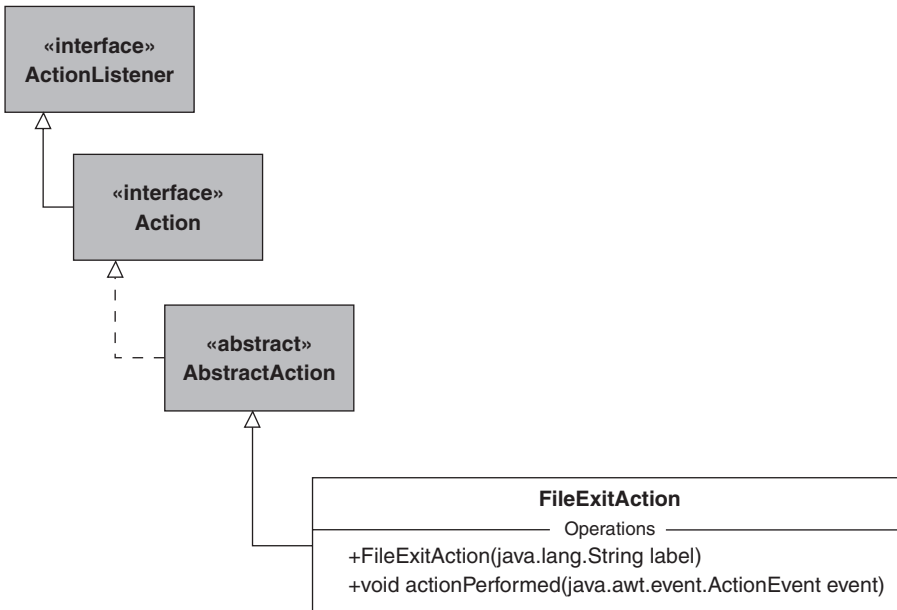 «interface»
ActionListener
«interface»
Action
«abstract»
AbstractAction
FileExitAction
Operations
+FileExitAction(java.lang.String label)
+void actionPerformed(java.awt.event.ActionEvent event)